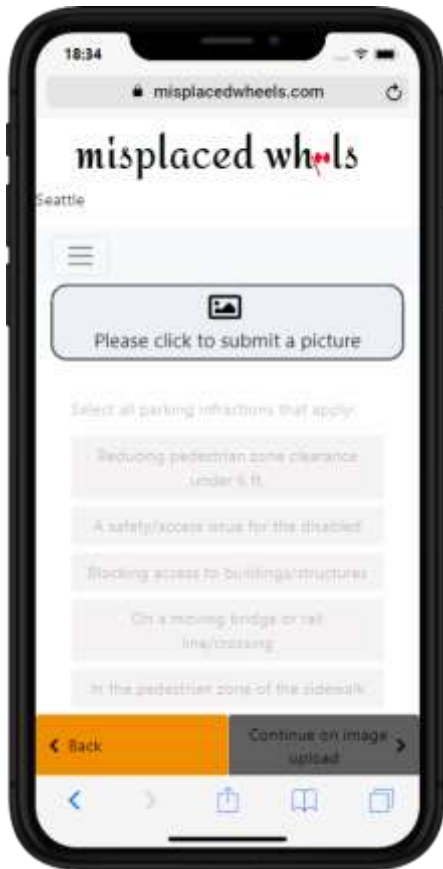 18:34
misplacedwheels.com
misplaced wheels
Seattle
Please click to submit a picture
Select all parking infractions that apply:
Reducing pedestrian zone clearance
under 6 ft.
A safety/access issue for the disabled
Blocking access to buildings/structures
On a moving bridge or rail
line/crossing
In the pedestrian zone of the sidewalk
Back
Continue on image
upload